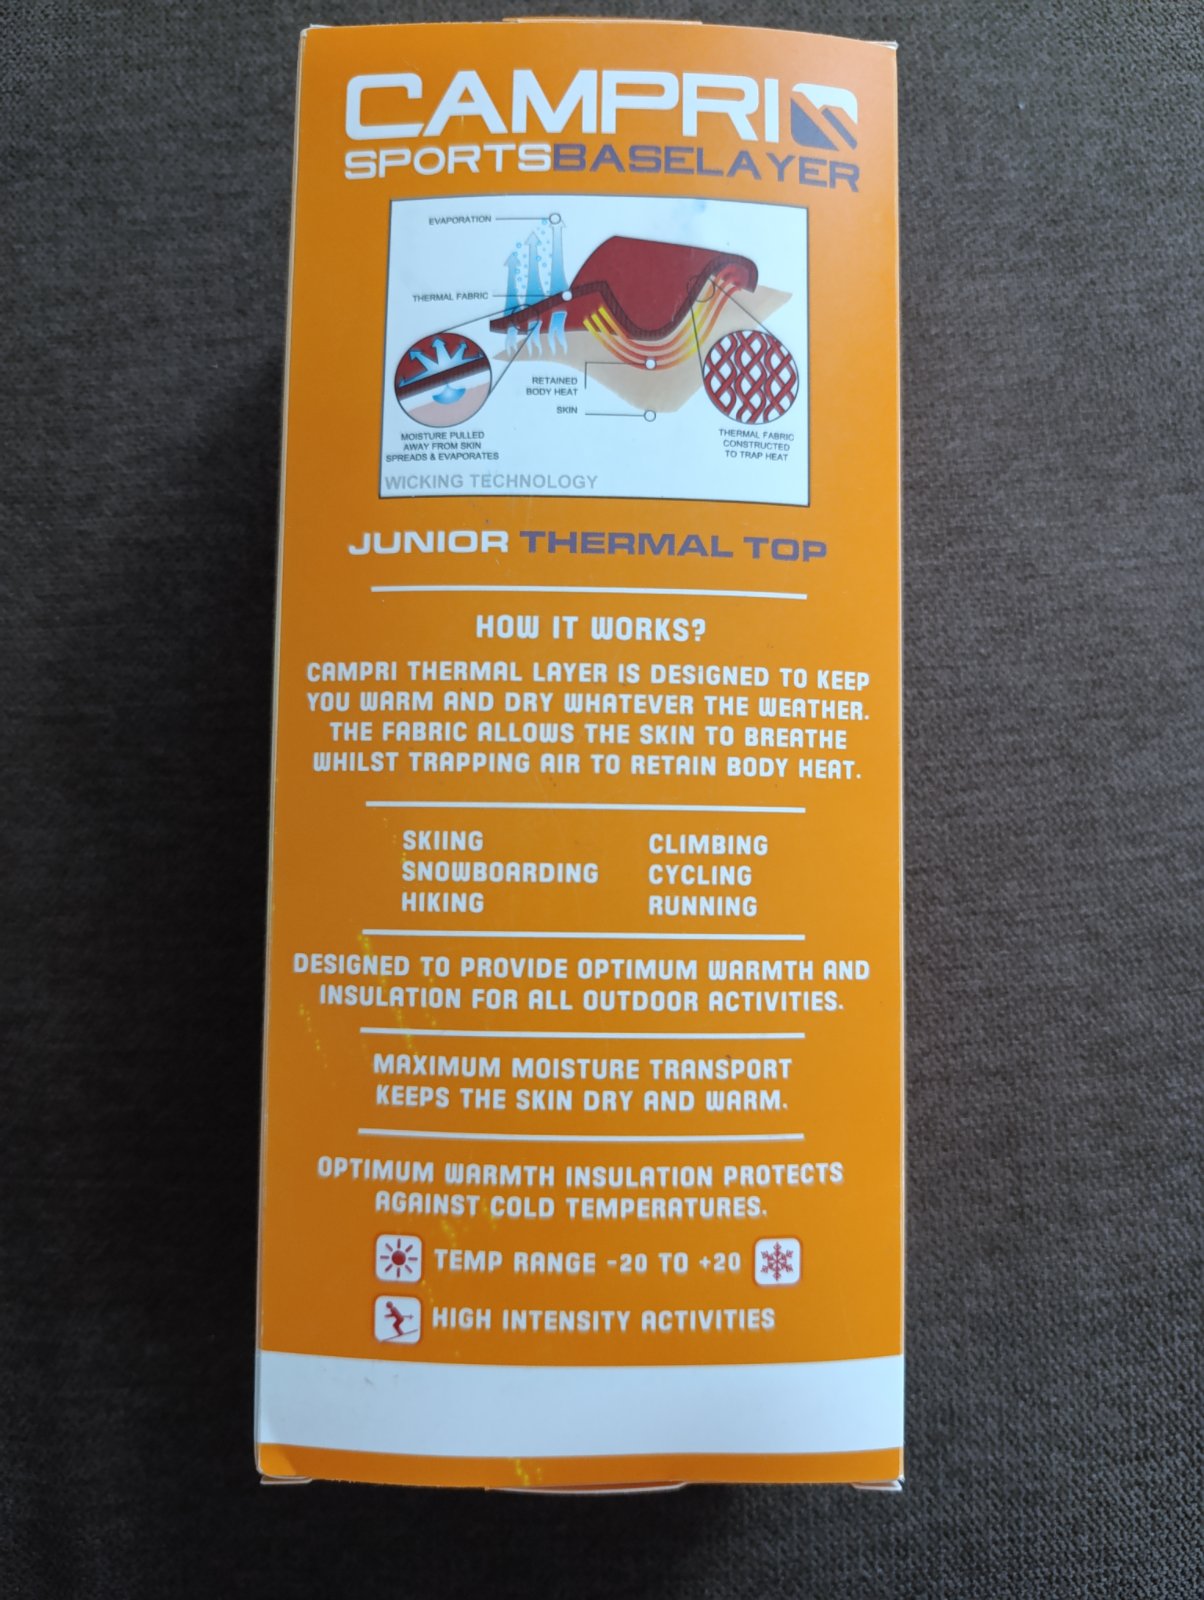 CAMPRI
SPORTSBASELAYER
EVAPORATION
THERMAL FABRIC
RETAINED
BODY HEAT
SKIN
MOISTURE PULLED
AWAY FROM SKIN
SPREADS & EVAPORATES
THERMAL FABRIC
CONSTRUCTED
TO TRAP HEAT
WICKING TECHNOLOGY
JUNIOR THERMAL TOP
HOW IT WORKS?
CAMPRI THERMAL LAYER IS DESIGNED TO KEEP
YOU WARM AND DRY WHATEVER THE WEATHER.
THE FABRIC ALLOWS THE SKIN TO BREATHE
WHILST TRAPPING AIR TO RETAIN BODY HEAT.
SKIING
SNOWBOARDING
HIKING
CLIMBING
CYCLING
RUNNING
DESIGNED TO PROVIDE OPTIMUM WARMTH AND
INSULATION FOR ALL OUTDOOR ACTIVITIES.
MAXIMUM MOISTURE TRANSPORT
KEEPS THE SKIN DRY AND WARM.
OPTIMUM WARMTH INSULATION PROTECTS
AGAINST COLD TEMPERATURES.
TEMP RANGE -20 TO +20
HIGH INTENSITY ACTIVITIES